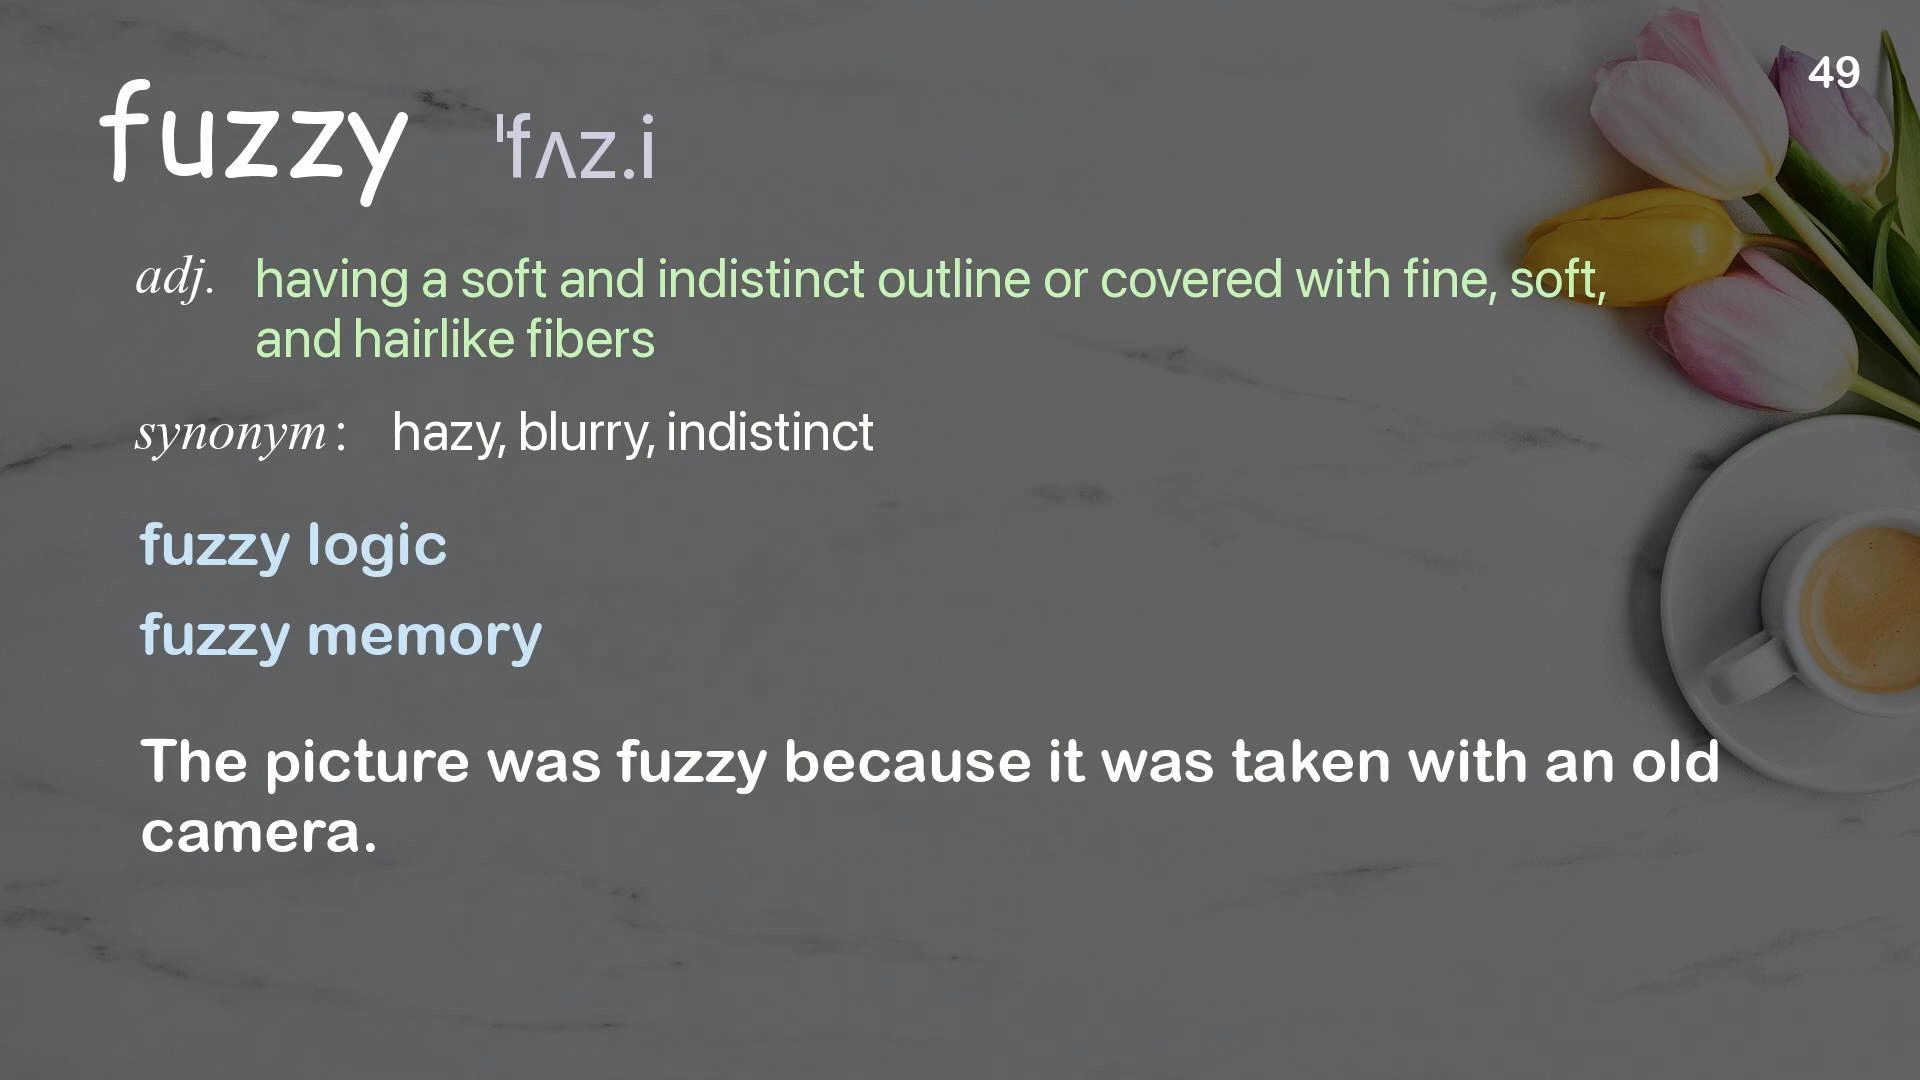 49
fuzzy ˈfʌz.i
adj. having a soft and indistinct outline or covered with fine, soft,
and hairlike fibers
synonym: hazy, blurry, indistinct
fuzzy logic
fuzzy memory
The picture was fuzzy because it was taken with an old
camera.